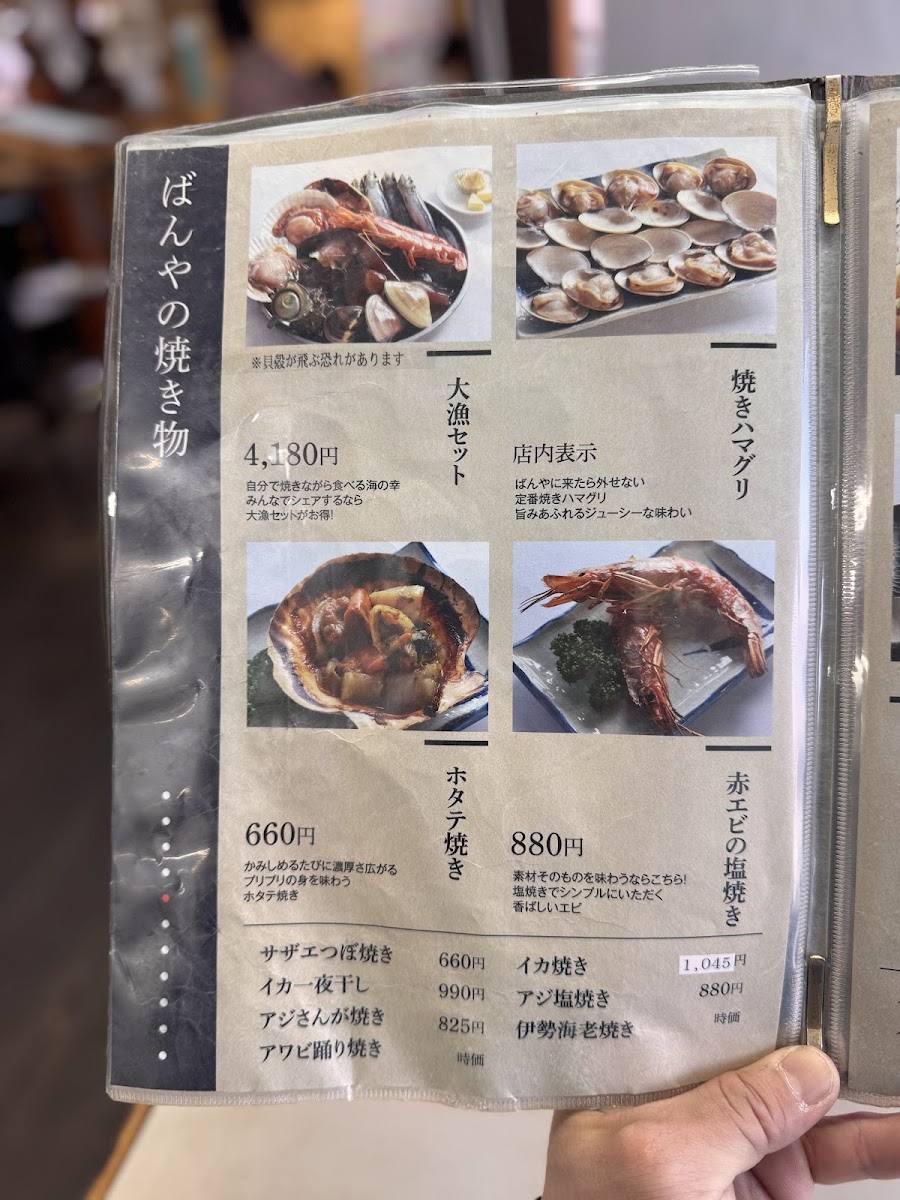 ばんやの焼き物
※貝殻が飛ぶ恐れがあります
大漁セット
4,180円
自分で焼きながら食べる海の幸
みんなでシェアするなら
大漁セットがお得!
焼きハマグリ
店内表示
ばんやに来たら外せない
定番焼きハマグリ
旨みあふれるジューシーな味わい
ホタテ焼き
660円
かみしめるたびに濃厚さ広がる
プリプリの身を味わう
ホタテ焼き
赤エビの塩焼き
880円
素材そのものを味わうならこちら!
塩焼きでシンプルにいただく
香ばしいエビ
サザエつぼ焼き 660円
イカ一夜干し 990円
アジさんが焼き 825円
アワビ踊り焼き 時価
イカ焼き 1,045円
アジ塩焼き 880円
伊勢海老焼き 時価